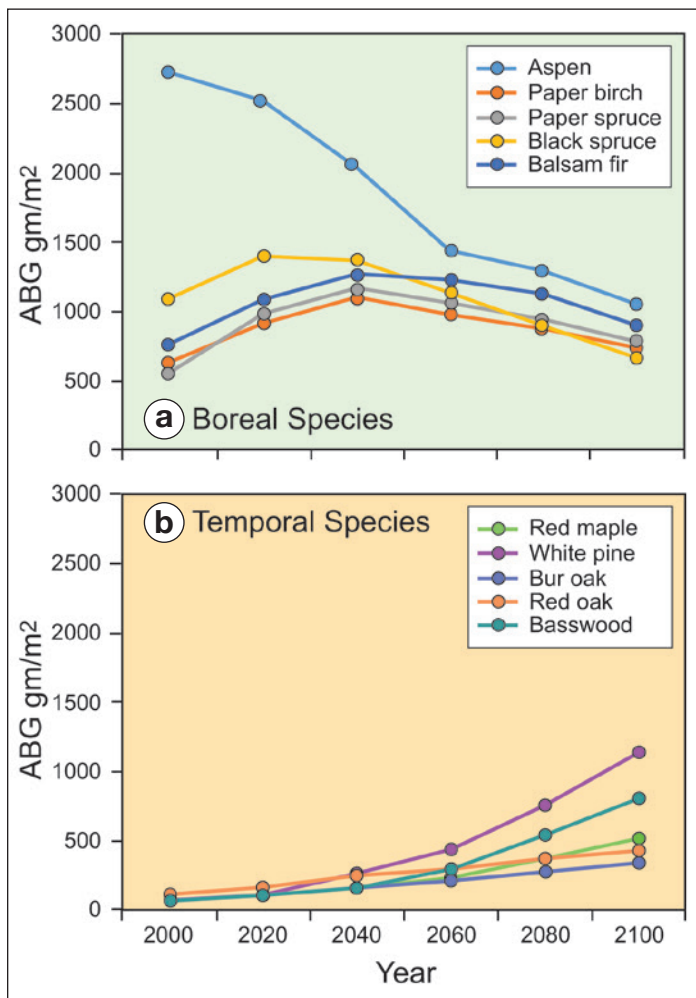 3000
2500
2000
1500
1000
500
0
ABG gm/m2
Aspen
Paper birch
Paper spruce
Black spruce
Balsam fir
a Boreal Species
3000
2500
2000
1500
1000
500
0
ABG gm/m2
b Temporal Species
Red maple
White pine
Bur oak
Red oak
Basswood
2000 2020 2040 2060 2080 2100
Year